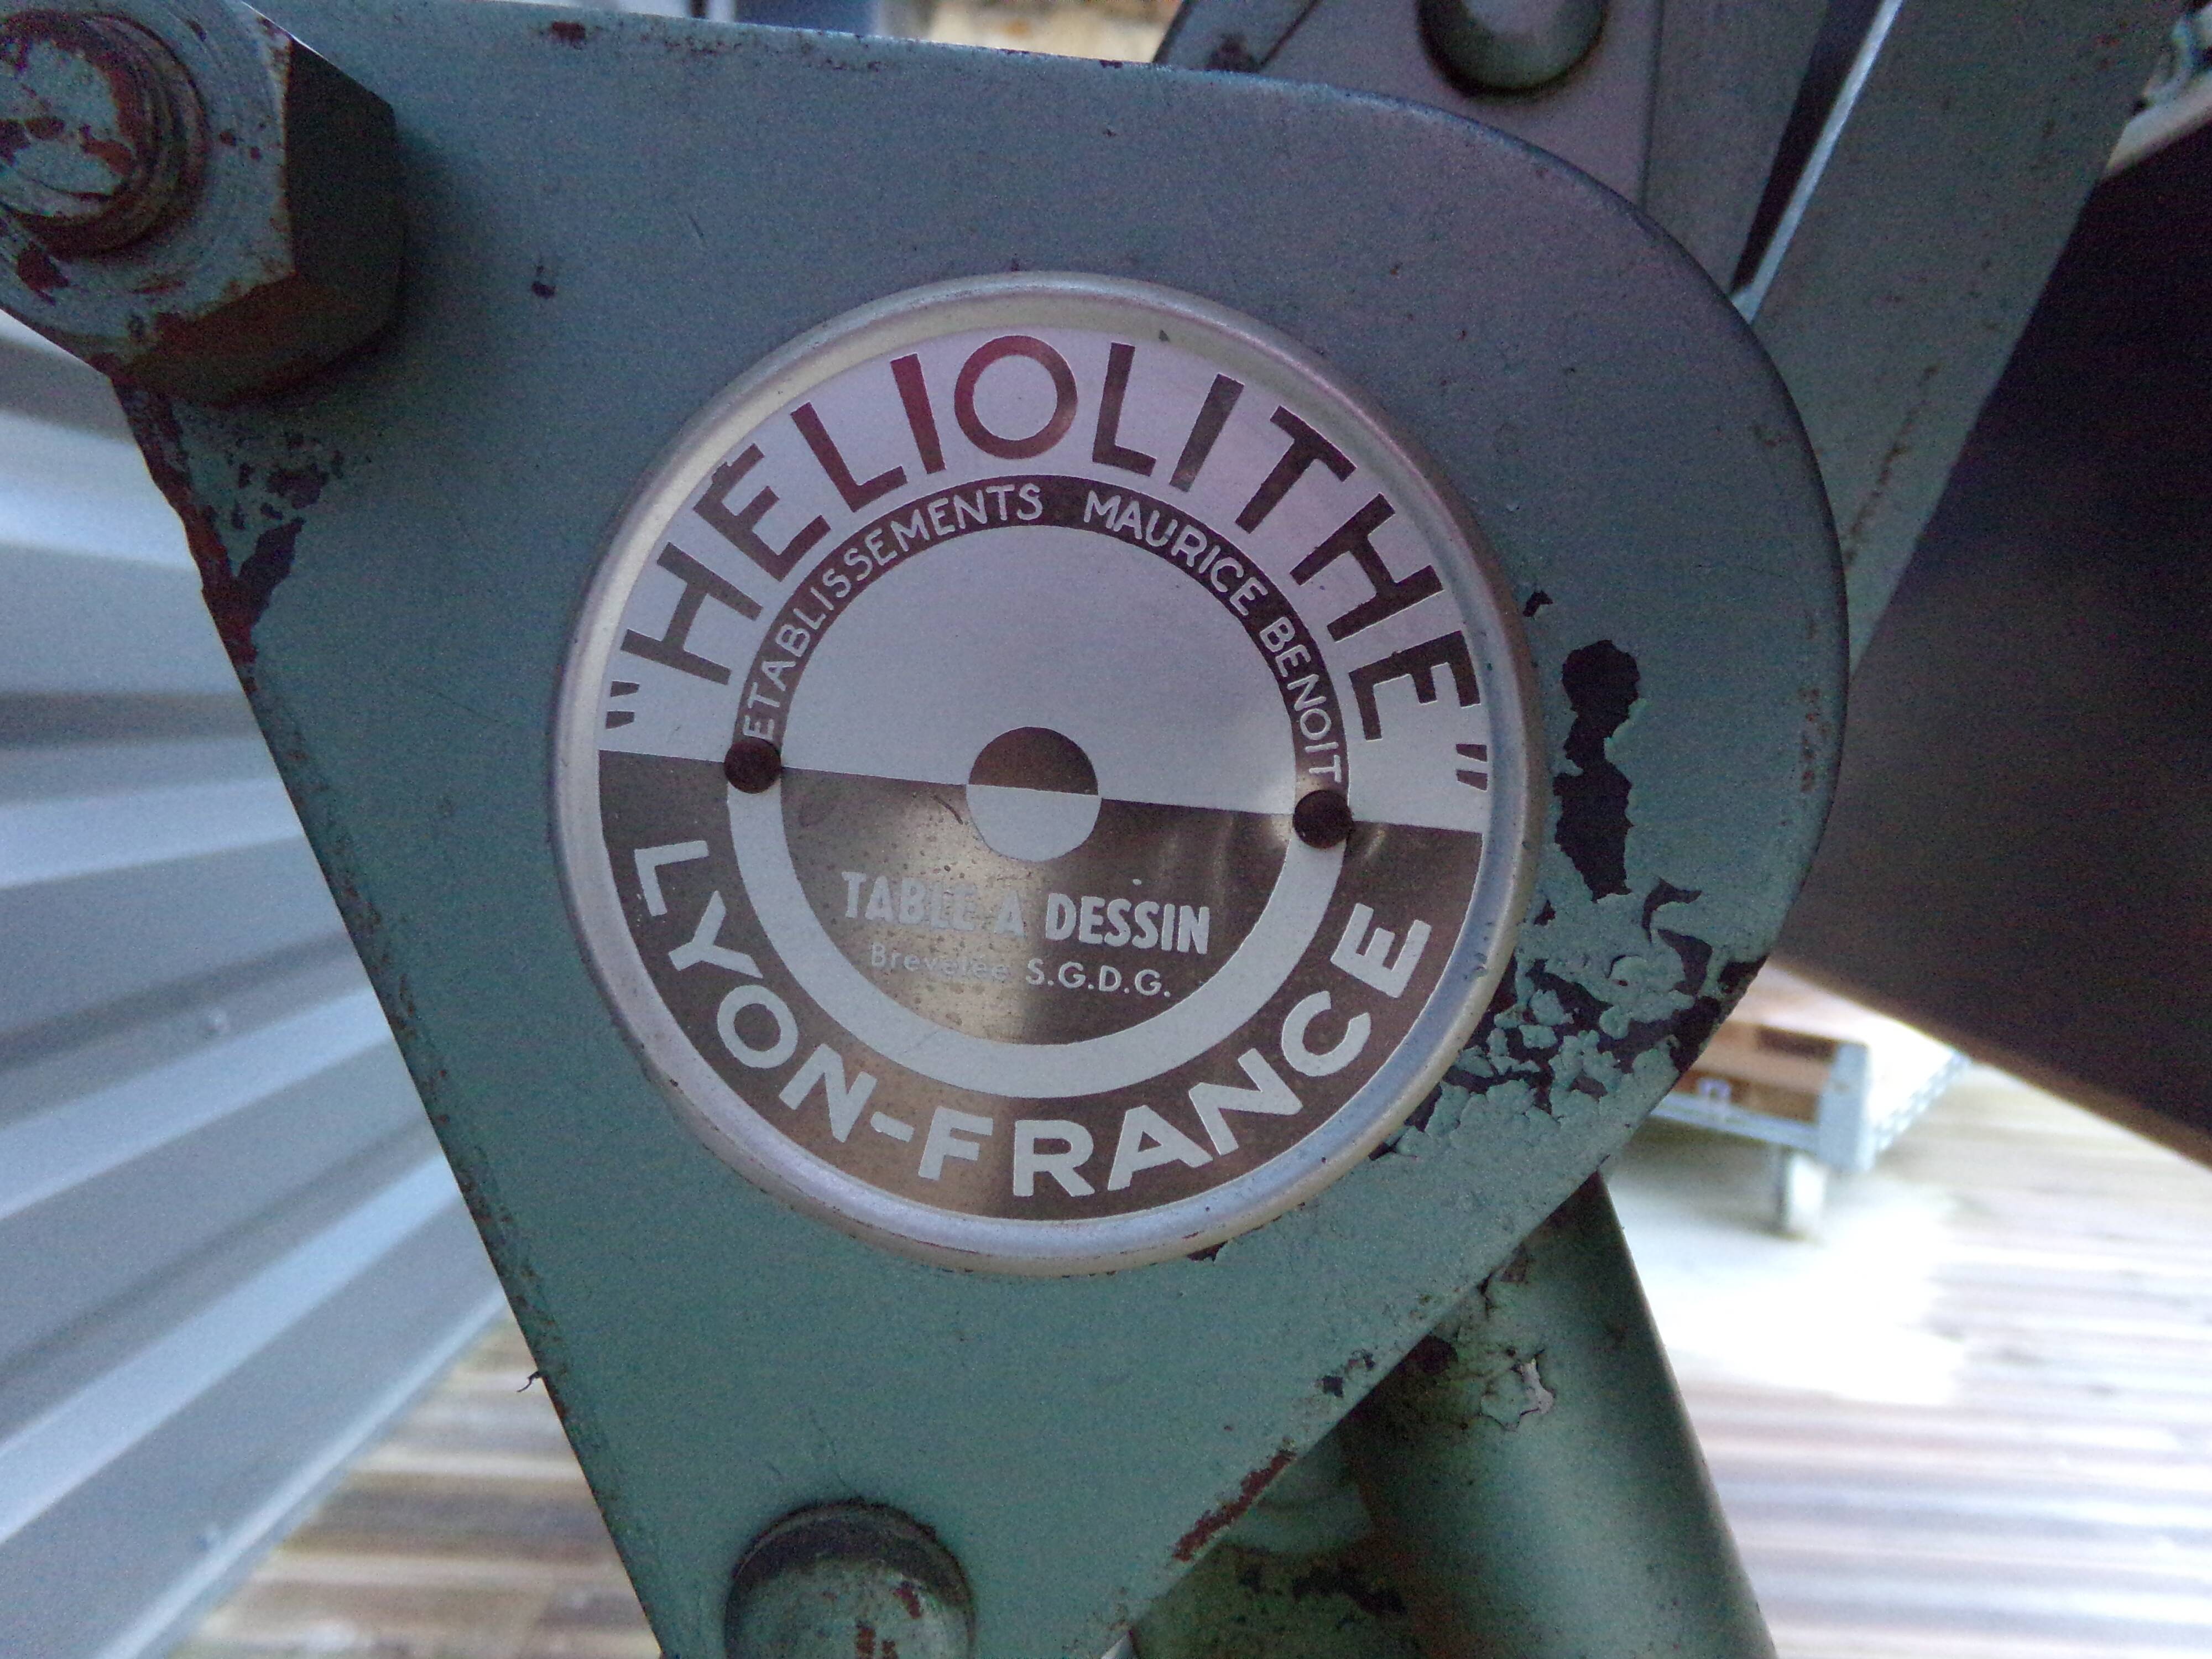 "HELIOLITHE"
ETABLISSEMENTS MAURICE BENOIT
TABLE A DESSIN
Brevetée S.G.D.G.
LYON-FRANCE